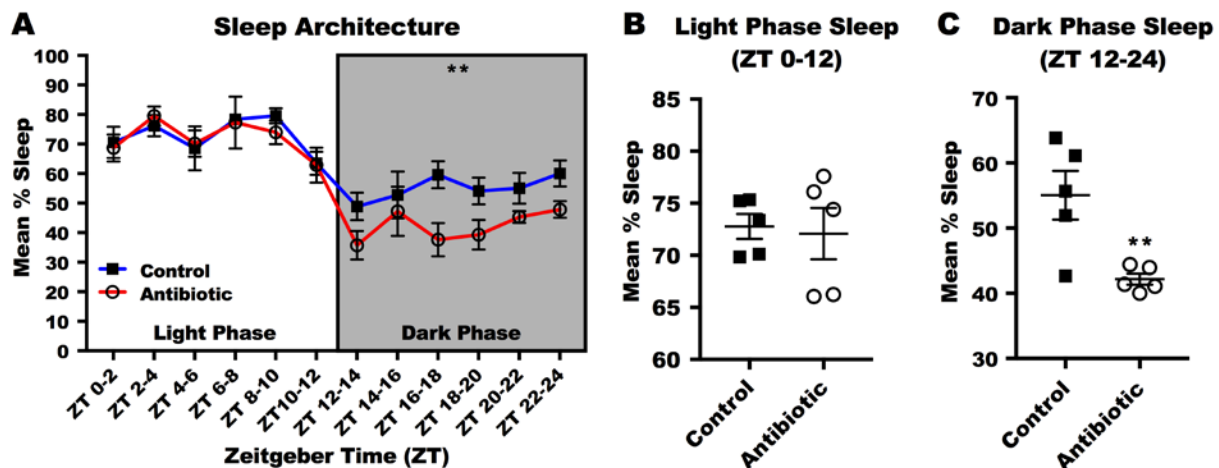 A
Sleep Architecture
Mean % Sleep
100
90
80
70
60
50
40
30
20
10
0
**
Control
Antibiotic
Light Phase
Dark Phase
ZT 0-2
ZT 2-4
ZT 4-6
ZT 6-8
ZT 8-10
ZT10-12
ZT 12-14
ZT 14-16
ZT 16-18
ZT 18-20
ZT 20-22
ZT 22-24
Zeitgeber Time (ZT)
B
Light Phase Sleep
(ZT 0-12)
Mean % Sleep
85
80
75
70
65
60
Control
Antibiotic
C
Dark Phase Sleep
(ZT 12-24)
Mean % Sleep
70
60
50
40
30
**
Control
Antibiotic